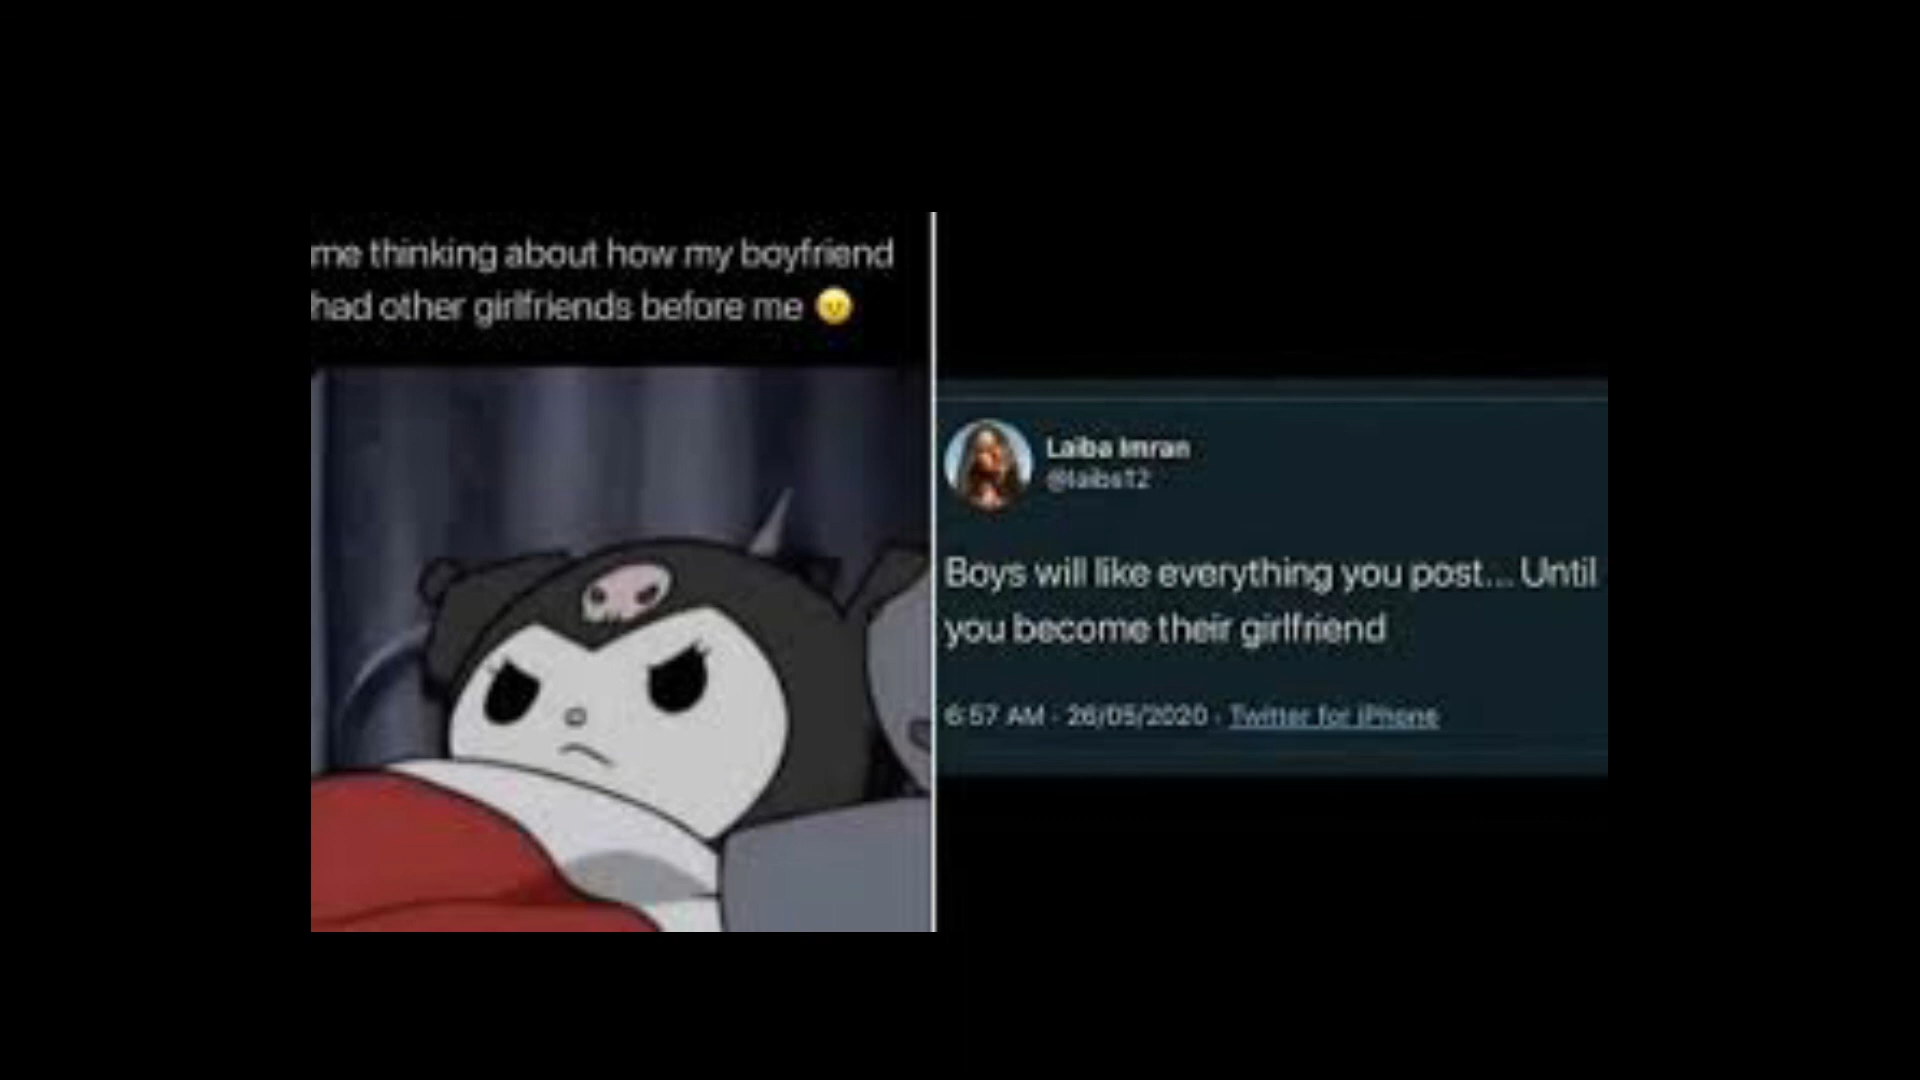 me thinking about how my boyfriend
had other girlfriends before me 😠
Laiba Imran
@laibs12
Boys will like everything you post... Until
you become their girlfriend
6:57 AM · 26/05/2020 · Twitter for iPhone